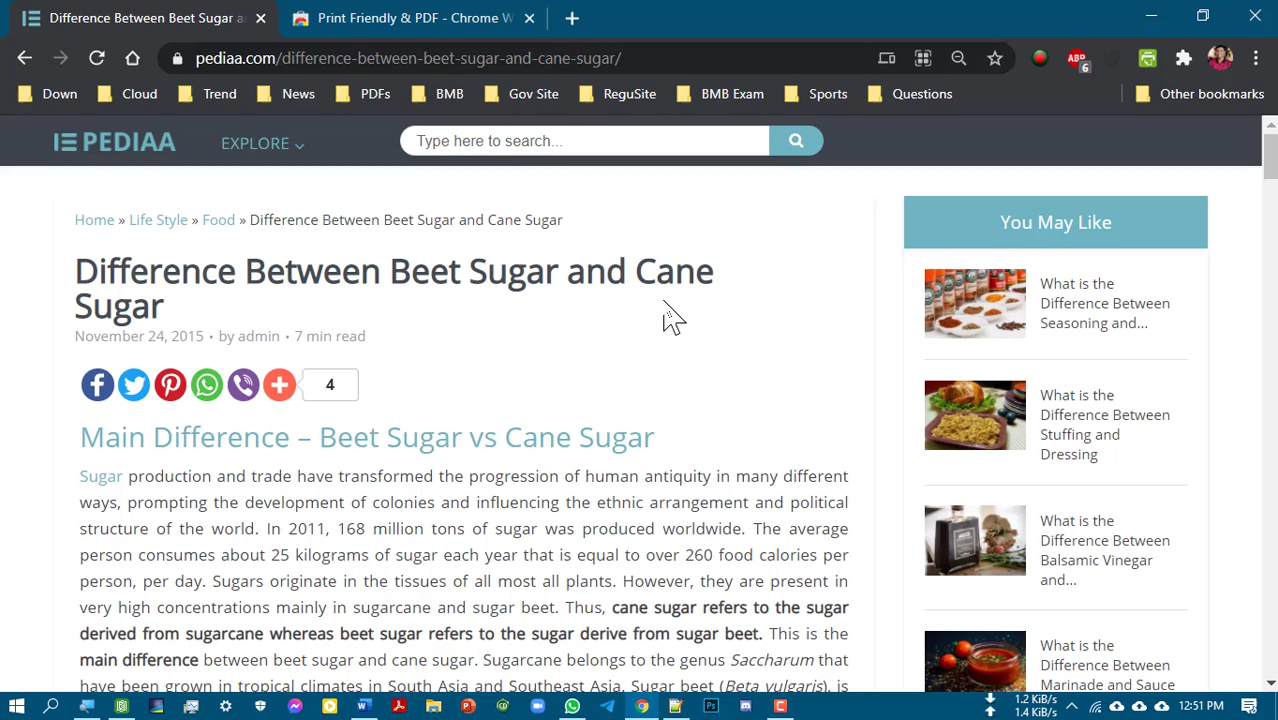 Difference Between Beet Sugar a
Print Friendly & PDF - Chrome W
pediaa.com/difference-between-beet-sugar-and-cane-sugar/
ABP
6
Down
Cloud
Trend
News
PDFs
BMB
Gov Site
ReguSite
BMB Exam
Sports
Questions
Other bookmarks
PEDIAA
EXPLORE
Type here to search...
Home » Life Style » Food » Difference Between Beet Sugar and Cane Sugar
Difference Between Beet Sugar and Cane
Sugar
November 24, 2015 • by admin • 7 min read
4
Main Difference – Beet Sugar vs Cane Sugar
Sugar production and trade have transformed the progression of human antiquity in many different
ways, prompting the development of colonies and influencing the ethnic arrangement and political
structure of the world. In 2011, 168 million tons of sugar was produced worldwide. The average
person consumes about 25 kilograms of sugar each year that is equal to over 260 food calories per
person, per day. Sugars originate in the tissues of all most all plants. However, they are present in
very high concentrations mainly in sugarcane and sugar beet. Thus, cane sugar refers to the sugar
derived from sugarcane whereas beet sugar refers to the sugar derive from sugar beet. This is the
main difference between beet sugar and cane sugar. Sugarcane belongs to the genus Saccharum that
have been grown in tropical climates in South Asia and Southeast Asia. Sugar beet (Beta vulgaris), is
You May Like
What is the
Difference Between
Seasoning and...
What is the
Difference Between
Stuffing and
Dressing
What is the
Difference Between
Balsamic Vinegar
and...
What is the
Difference Between
Marinade and Sauce
1.2 KiB/s
1.4 KiB/s
12:51 PM